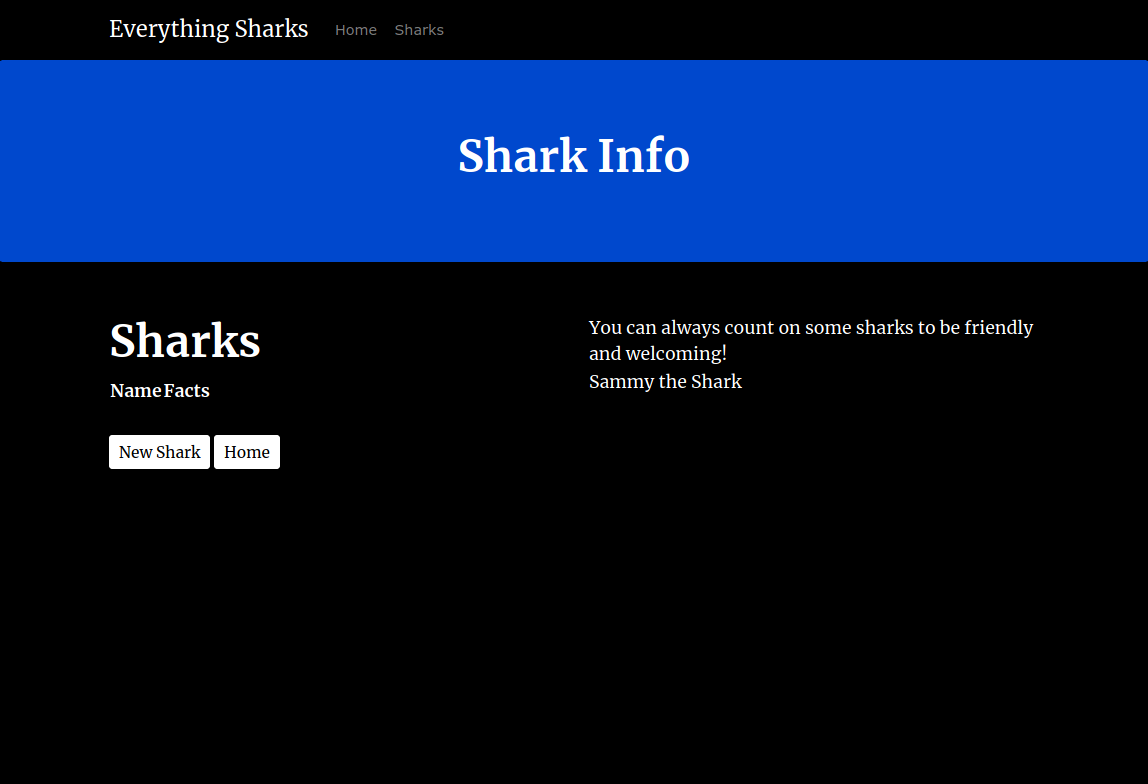 Everything Sharks Home Sharks
Shark Info
Sharks
Name Facts
New Shark Home
You can always count on some sharks to be friendly
and welcoming!
Sammy the Shark